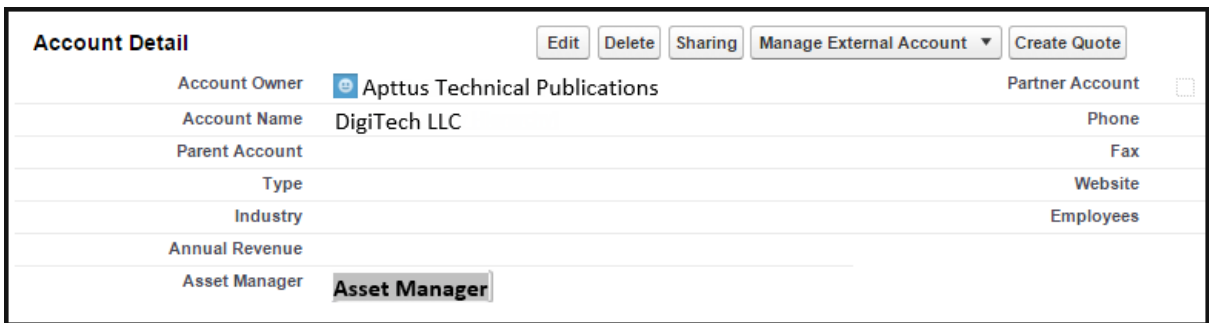 Account Detail Edit Delete Sharing Manage External Account Create Quote
Account Owner Apttus Technical Publications Partner Account
Account Name DigiTech LLC Phone
Parent Account Fax
Type Website
Industry Employees
Annual Revenue
Asset Manager Asset Manager